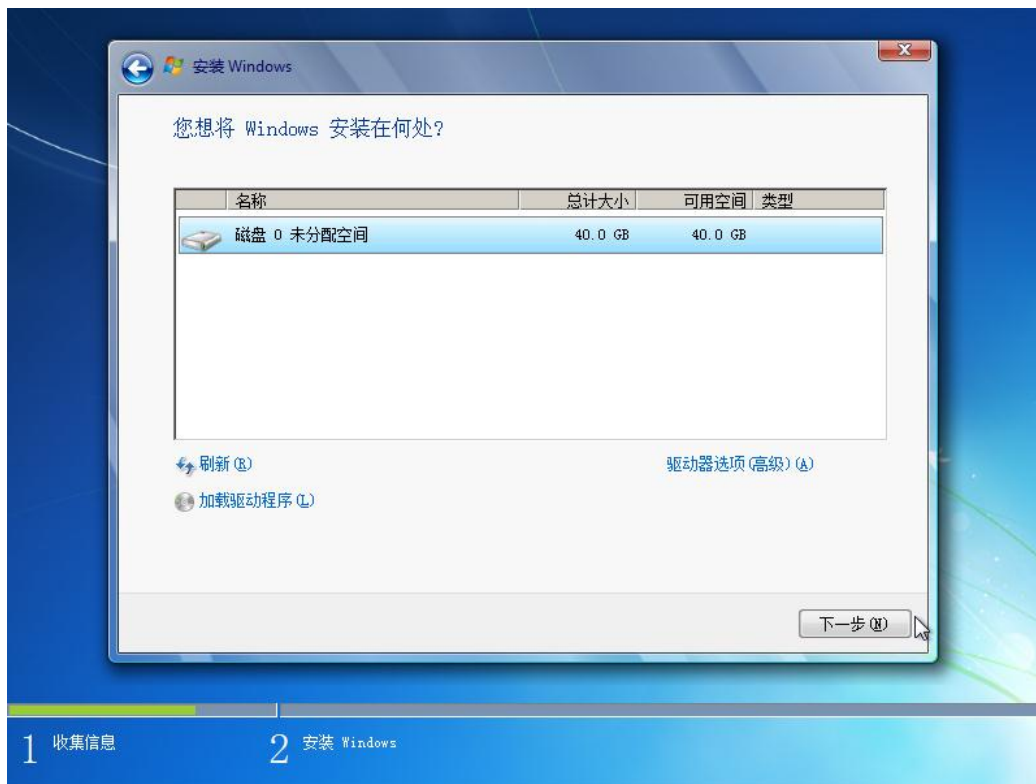 安装 Windows
您想将 Windows 安装在何处?
名称 总计大小 可用空间 类型
磁盘 0 未分配空间 40.0 GB 40.0 GB
刷新(R) 驱动器选项(高级)(A)
加载驱动程序(L)
下一步(N)
1 收集信息 2 安装 Windows